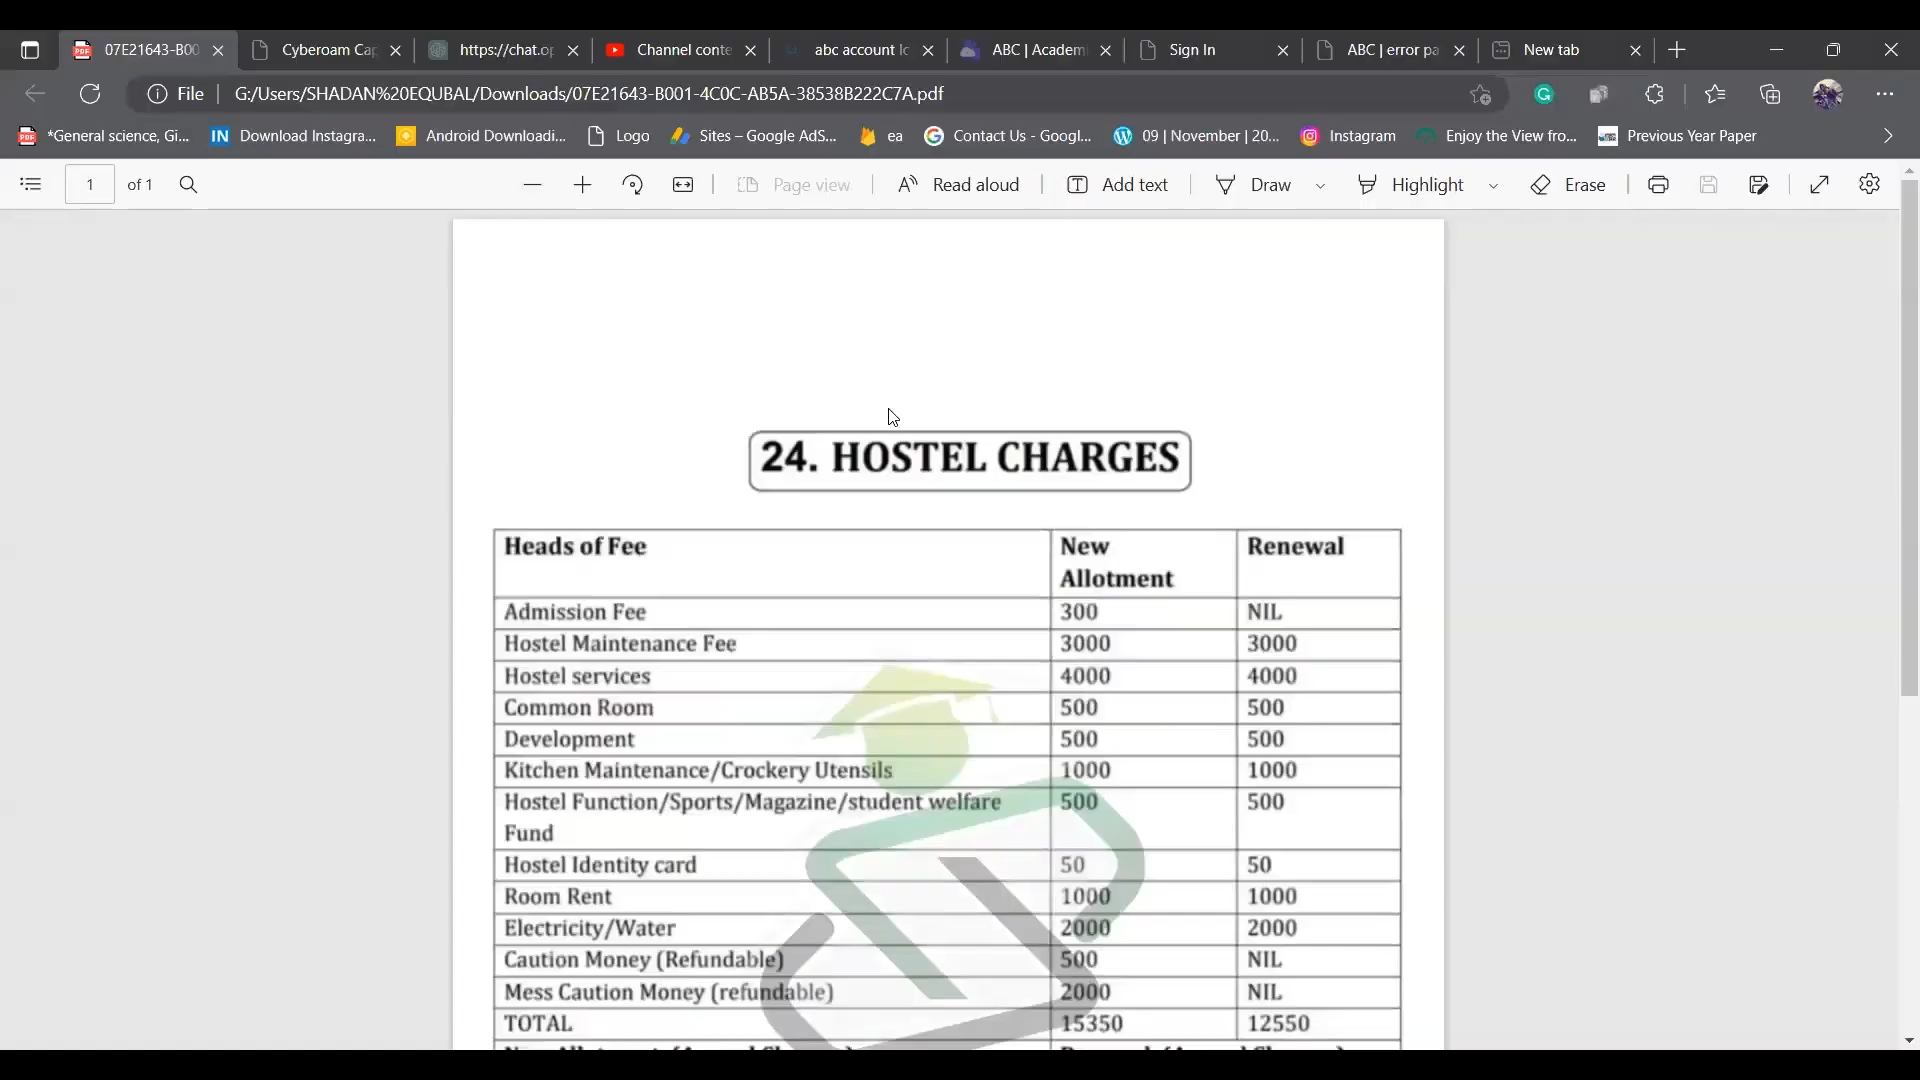 07E21643-B00
Cyberoam Cap
https://chat.op
Channel conte
abc account lo
ABC | Academi
Sign In
ABC | error pa
New tab
File
G:/Users/SHADAN%20EQUBAL/Downloads/07E21643-B001-4C0C-AB5A-38538B222C7A.pdf
*General science, Gi...
Download Instagra...
Android Downloadi...
Logo
Sites – Google AdS...
ea
Contact Us - Googl...
09 | November | 20...
Instagram
Enjoy the View fro...
Previous Year Paper
1 of 1
Page view
Read aloud
Add text
Draw
Highlight
Erase
24. HOSTEL CHARGES
Heads of Fee New Allotment Renewal
Admission Fee 300 NIL
Hostel Maintenance Fee 3000 3000
Hostel services 4000 4000
Common Room 500 500
Development 500 500
Kitchen Maintenance/Crockery Utensils 1000 1000
Hostel Function/Sports/Magazine/student welfare 500 500
Fund
Hostel Identity card 50 50
Room Rent 1000 1000
Electricity/Water 2000 2000
Caution Money (Refundable) 500 NIL
Mess Caution Money (refundable) 2000 NIL
TOTAL 15350 12550